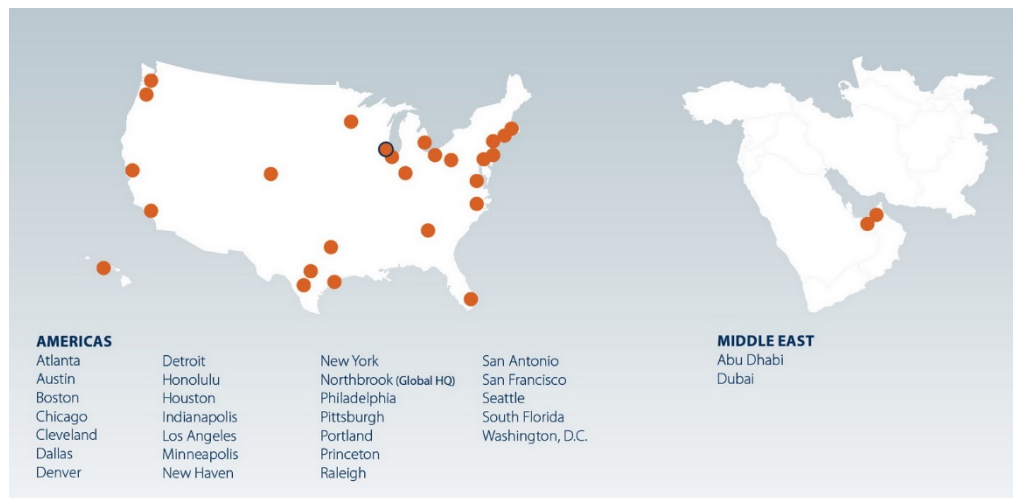 AMERICAS
Atlanta
Austin
Boston
Chicago
Cleveland
Dallas
Denver
Detroit
Honolulu
Houston
Indianapolis
Los Angeles
Minneapolis
New Haven
New York
Northbrook (Global HQ)
Philadelphia
Pittsburgh
Portland
Princeton
Raleigh
San Antonio
San Francisco
Seattle
South Florida
Washington, D.C.
MIDDLE EAST
Abu Dhabi
Dubai